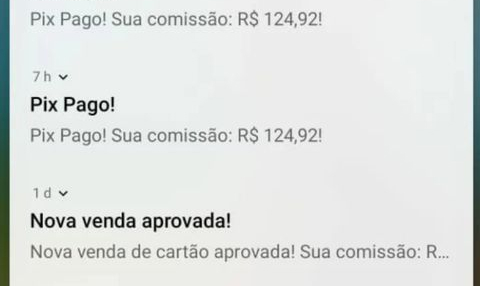 Pix Pago! Sua comissão: R$ 124,92!
7 h
Pix Pago!
Pix Pago! Sua comissão: R$ 124,92!
1 d
Nova venda aprovada!
Nova venda de cartão aprovada! Sua comissão: R...